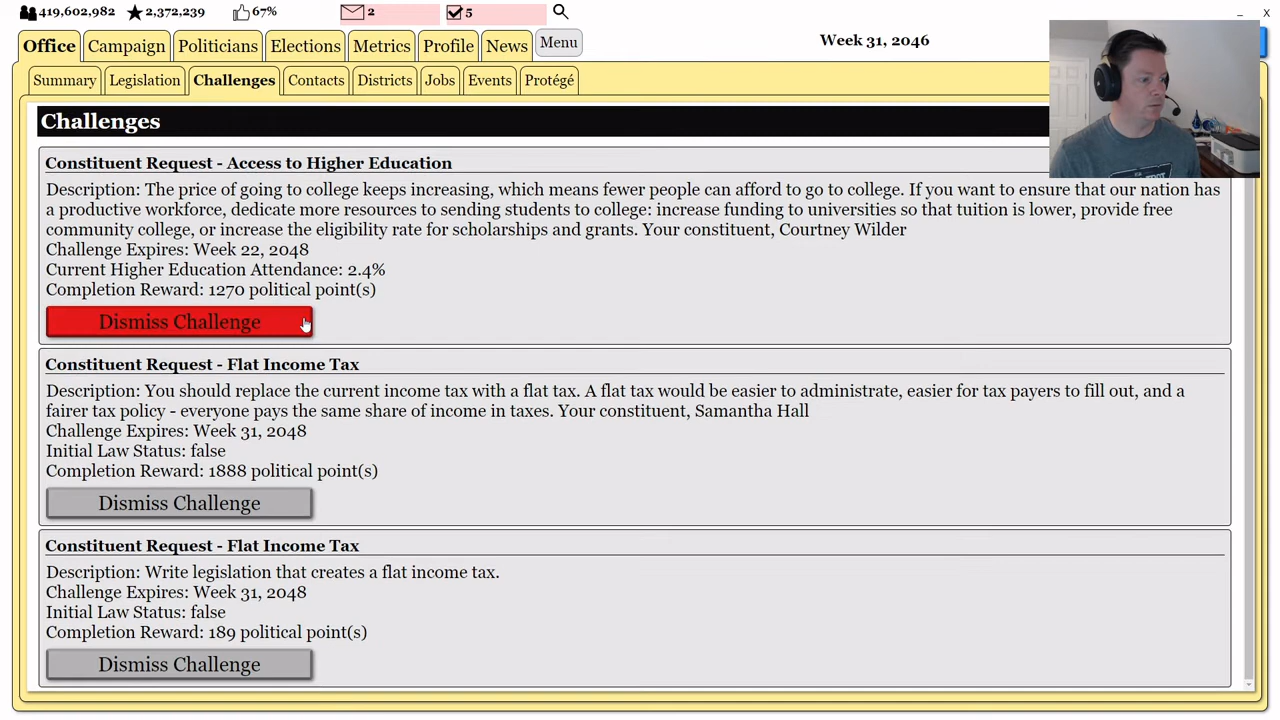 419,602,982 2,372,239 67% 2 5
Office Campaign Politicians Elections Metrics Profile News Menu
Week 31, 2046
Summary Legislation Challenges Contacts Districts Jobs Events Protégé
Challenges
Constituent Request - Access to Higher Education
Description: The price of going to college keeps increasing, which means fewer people can afford to go to college. If you want to ensure that our nation has
a productive workforce, dedicate more resources to sending students to college: increase funding to universities so that tuition is lower, provide free
community college, or increase the eligibility rate for scholarships and grants. Your constituent, Courtney Wilder
Challenge Expires: Week 22, 2048
Current Higher Education Attendance: 2.4%
Completion Reward: 1270 political point(s)
Dismiss Challenge
Constituent Request - Flat Income Tax
Description: You should replace the current income tax with a flat tax. A flat tax would be easier to administrate, easier for tax payers to fill out, and a
fairer tax policy - everyone pays the same share of income in taxes. Your constituent, Samantha Hall
Challenge Expires: Week 31, 2048
Initial Law Status: false
Completion Reward: 1888 political point(s)
Dismiss Challenge
Constituent Request - Flat Income Tax
Description: Write legislation that creates a flat income tax.
Challenge Expires: Week 31, 2048
Initial Law Status: false
Completion Reward: 189 political point(s)
Dismiss Challenge